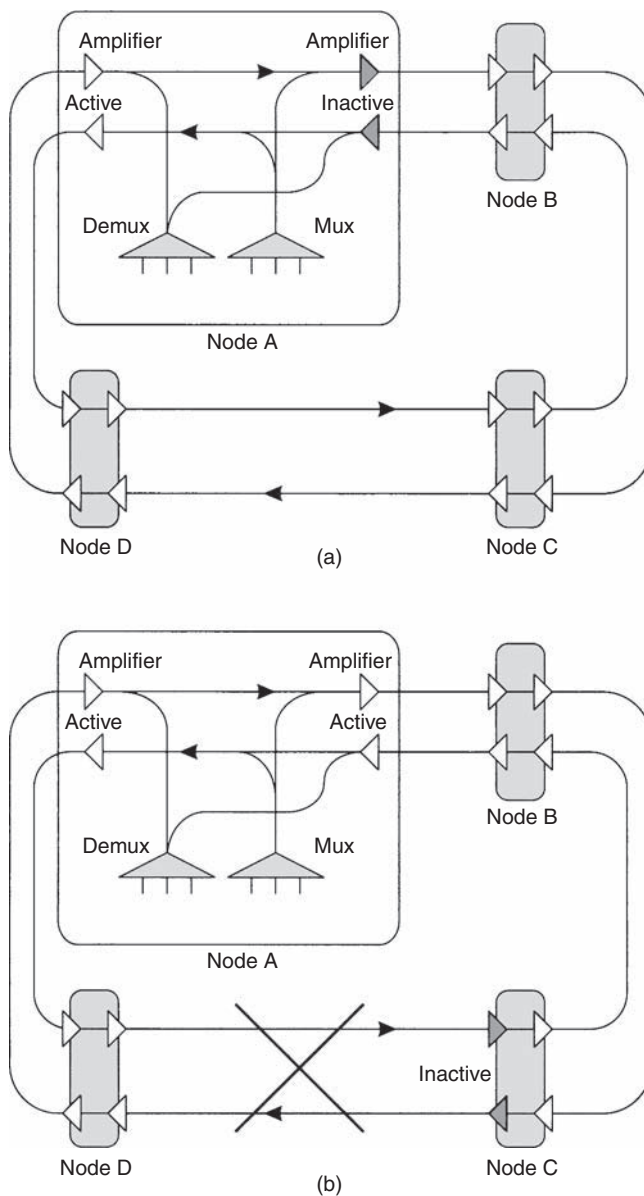 Amplifier Amplifier
Active Inactive
Node B
Demux Mux
Node A
Node D Node C
(a)
Amplifier Amplifier
Active Active
Node B
Demux Mux
Node A
Inactive
Node D Node C
(b)